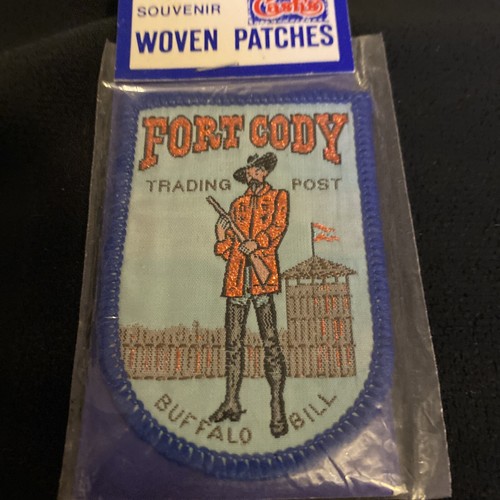 SOUVENIR
Cash's
WOVEN PATCHES
FORT CODY
TRADING POST
BUFFALO BILL